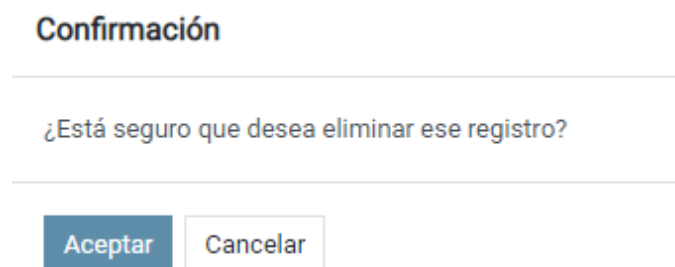 Confirmación
¿Está seguro que desea eliminar ese registro?
Aceptar Cancelar